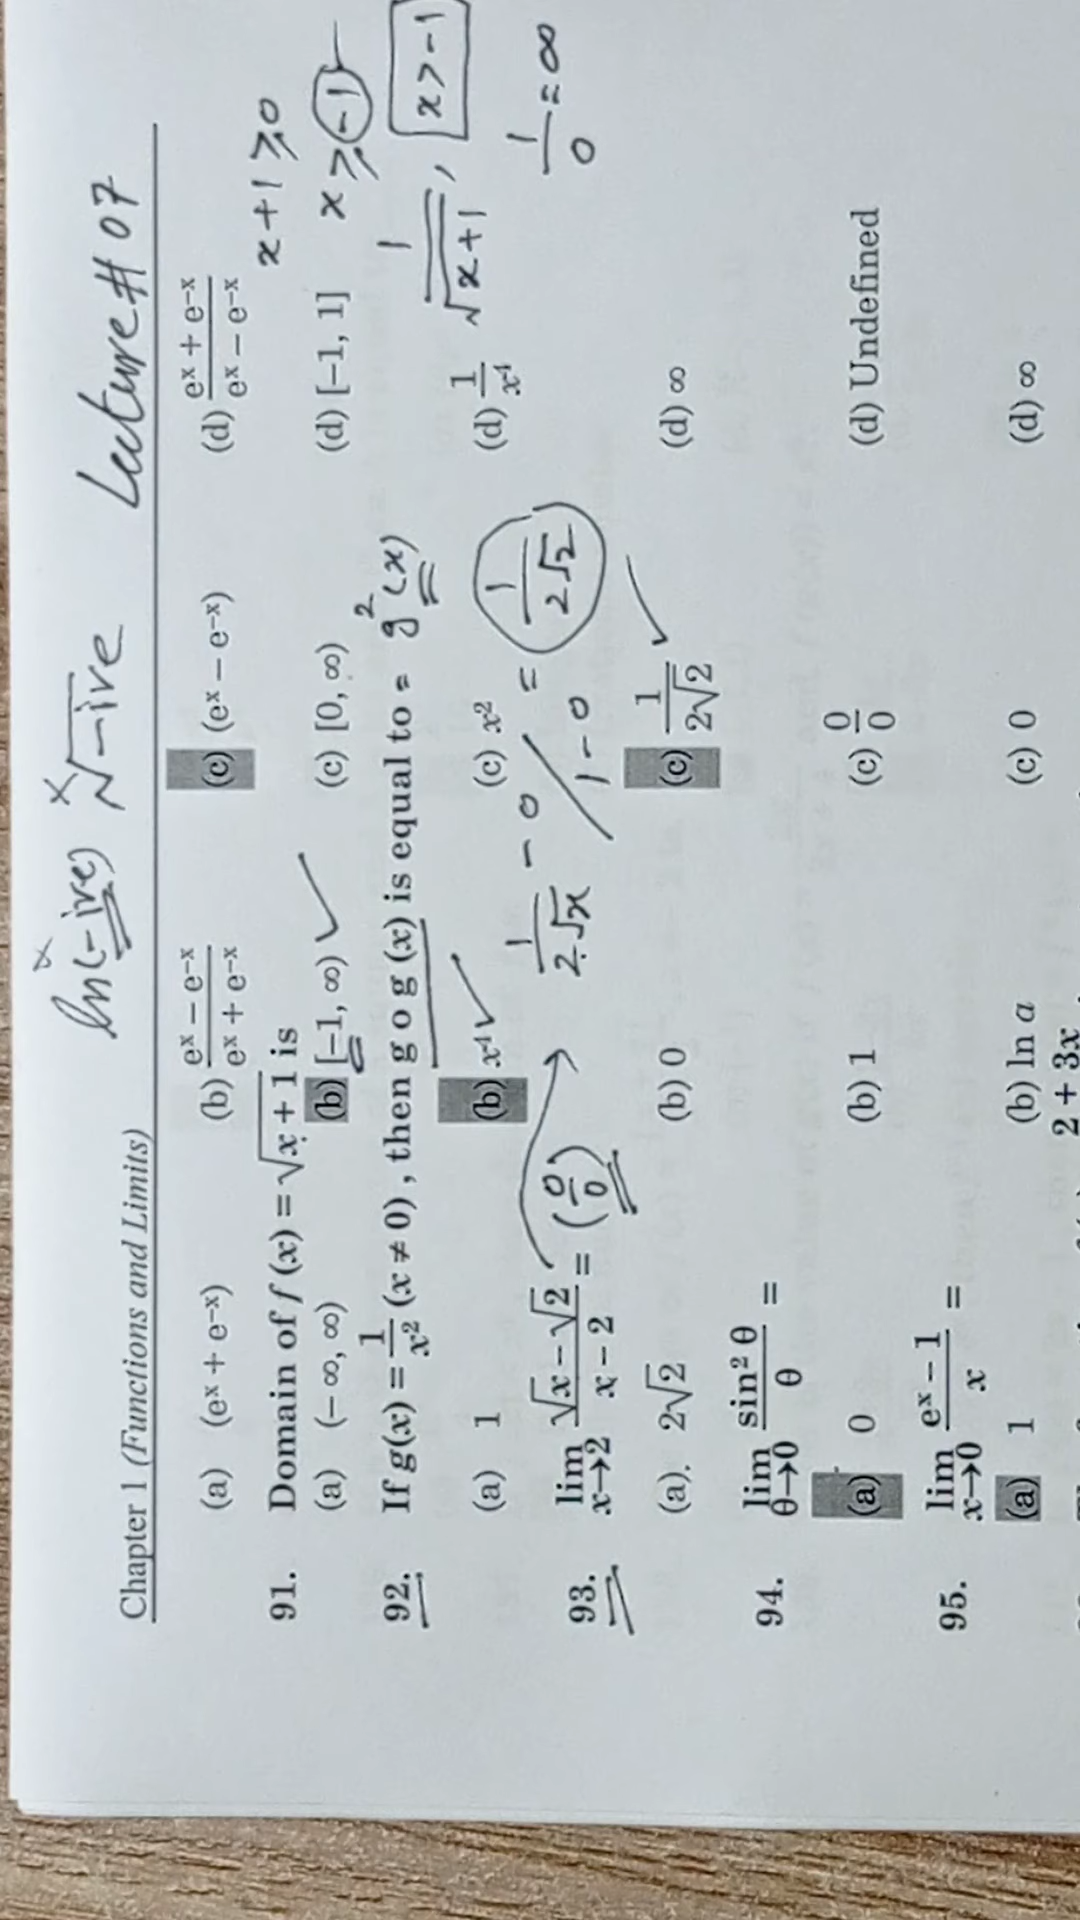 ln(-ive) √-ive Lecture # 07
Chapter 1 (Functions and Limits)
(a) (eˣ + e⁻ˣ) (b) (eˣ − e⁻ˣ)/(eˣ + e⁻ˣ) (c) (eˣ − e⁻ˣ) (d) (eˣ + e⁻ˣ)/(eˣ − e⁻ˣ)
x + 1 ⩾ 0
91. Domain of f (x) = √(x + 1) is
(a) (− ∞, ∞) (b) [−1, ∞) ✓ (c) [0, ∞) (d) [−1, 1] x ⩾ -1
92. If g(x) = 1/x² (x ≠ 0) , then g o g (x) is equal to = g²(x)
1/√(x+1) , x > -1
(a) 1 (b) x⁴ ✓ (c) x² (d) 1/x⁴
1/0 = ∞
93. lim x→2 (√x − √2)/(x − 2) = (0/0) 1/(2√x) - 0 / 1 - 0 = 1/(2√2)
(a). 2√2 (b) 0 (c) 1/(2√2) ✓ (d) ∞
94. lim θ→0 sin² θ/θ =
(a) 0 (b) 1 (c) 0/0 (d) Undefined
95. lim x→0 (eˣ − 1)/x =
(a) 1 (b) ln a (c) 0 (d) ∞
2 + 3x